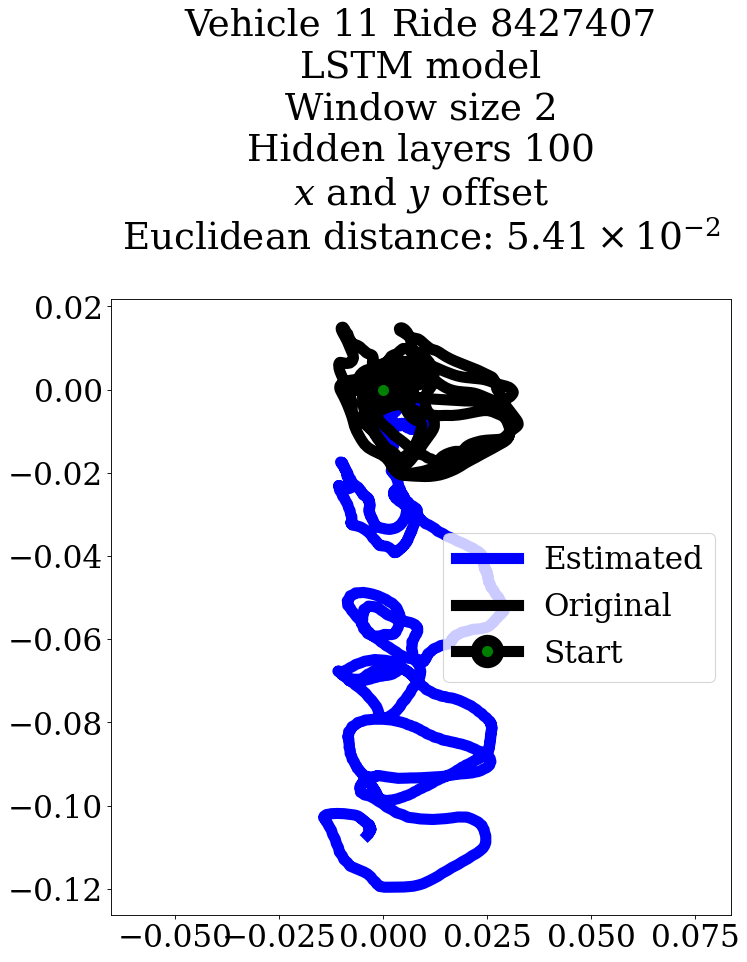 Vehicle 11 Ride 8427407
LSTM model
Window size 2
Hidden layers 100
x and y offset
Euclidean distance: 5.41 × 10⁻²
0.02
0.00
−0.02
−0.04
−0.06
−0.08
−0.10
−0.12
Estimated
Original
Start
−0.050 −0.025 0.000 0.025 0.050 0.075